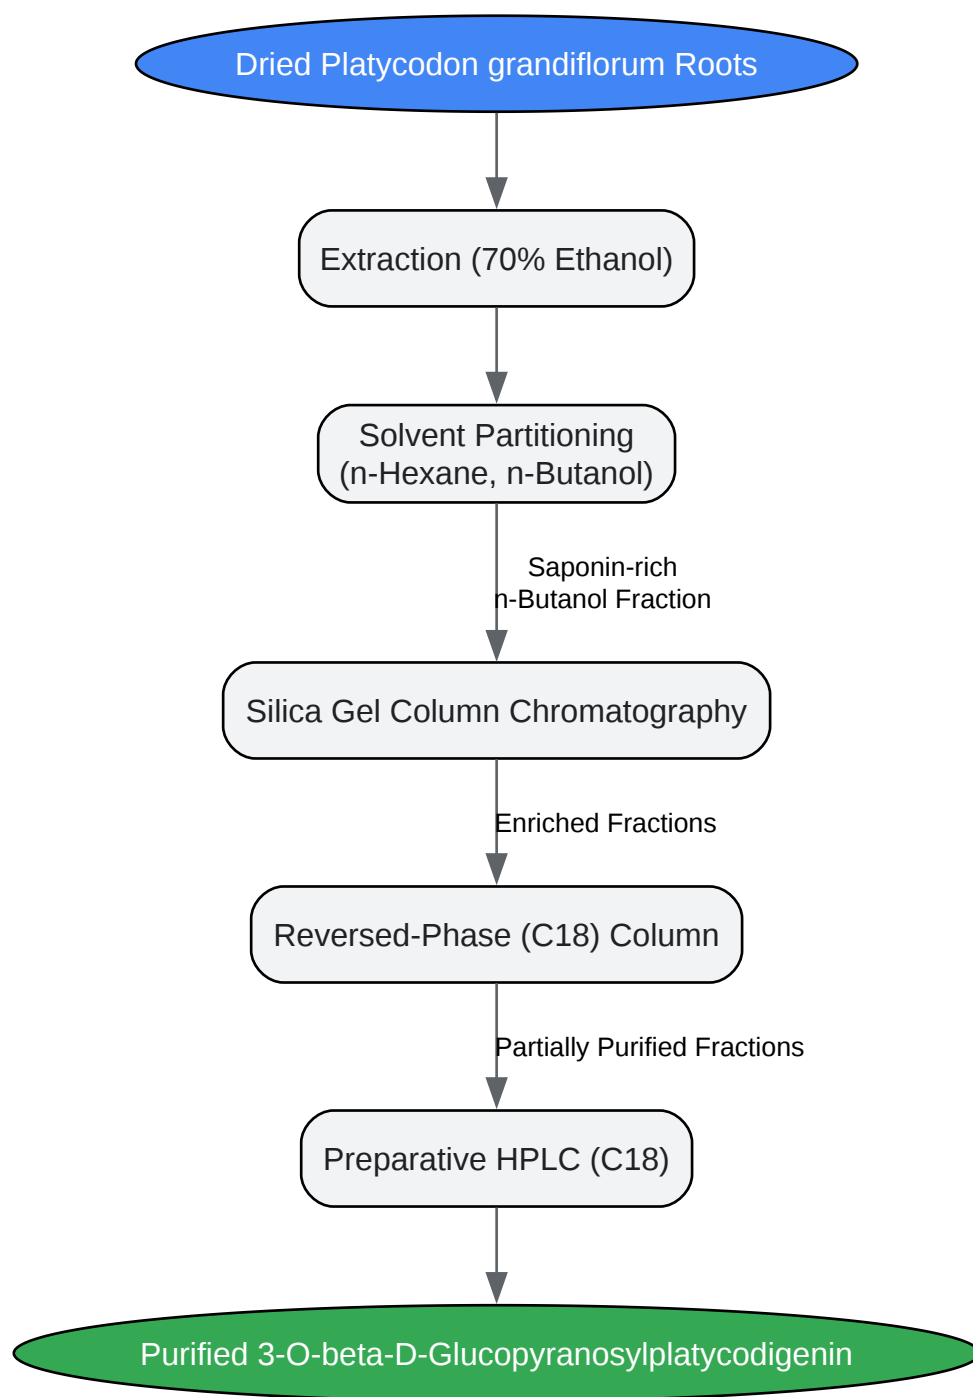 Dried Platycodon grandiflorum Roots
Extraction (70% Ethanol)
Solvent Partitioning
(n-Hexane, n-Butanol)
Saponin-rich
n-Butanol Fraction
Silica Gel Column Chromatography
Enriched Fractions
Reversed-Phase (C18) Column
Partially Purified Fractions
Preparative HPLC (C18)
Purified 3-O-beta-D-Glucopyranosylplatycodigenin